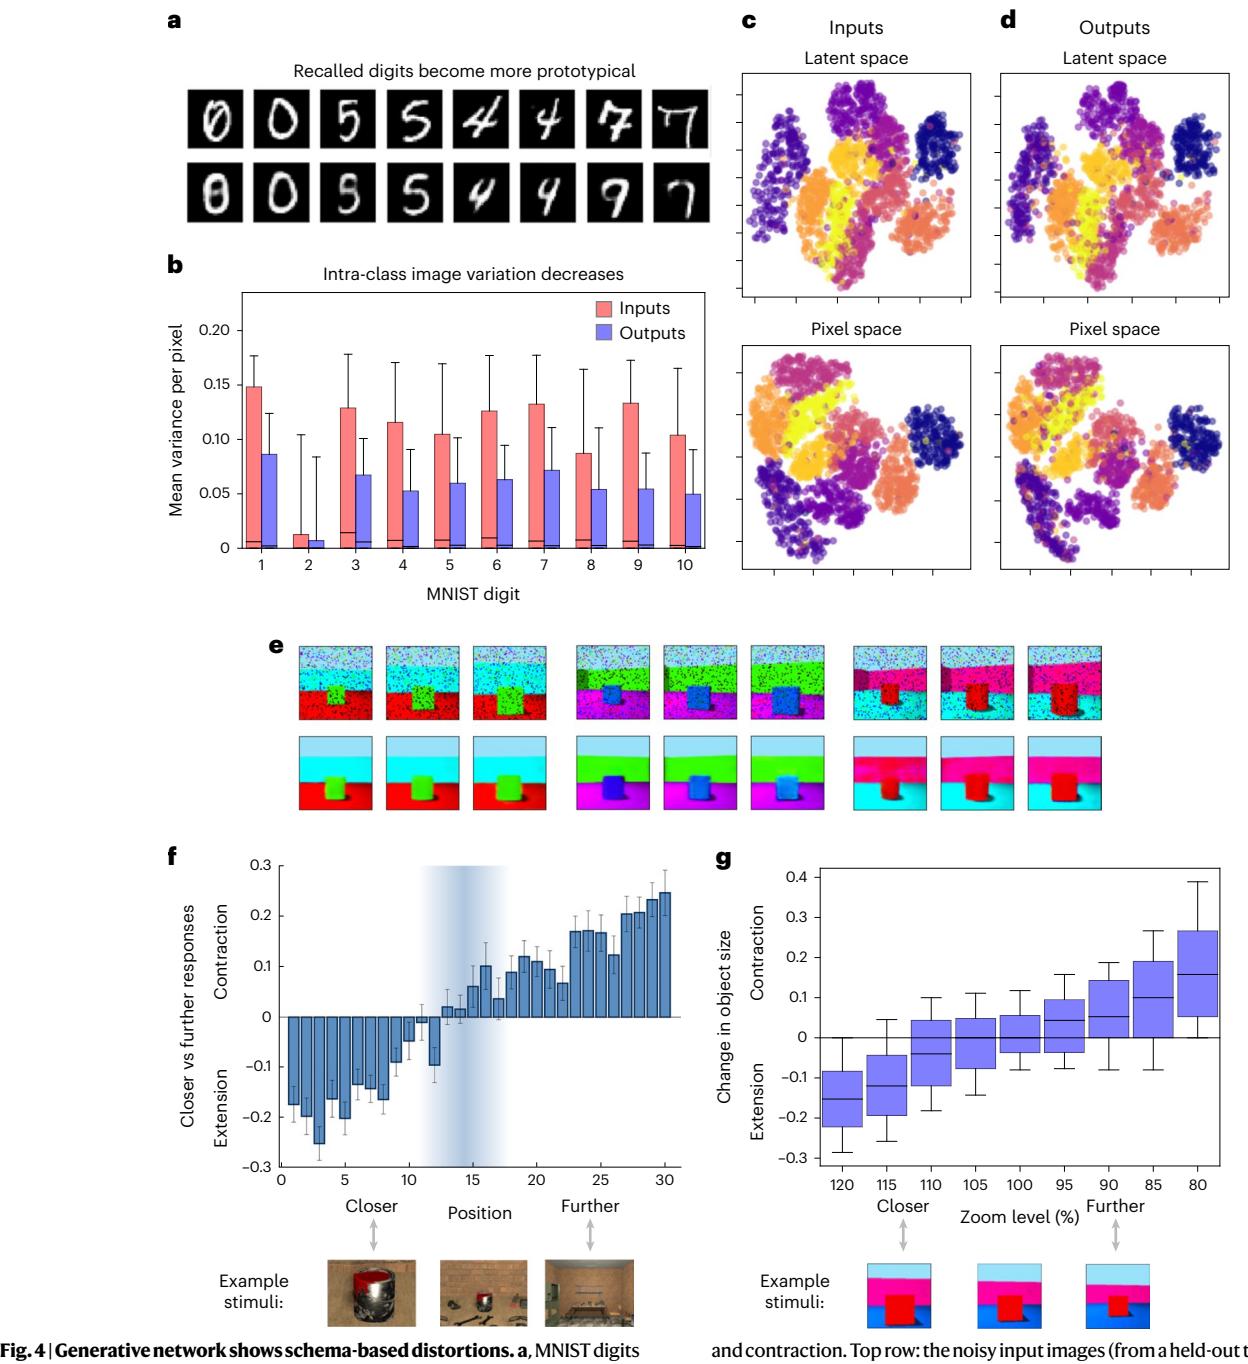 a
Recalled digits become more prototypical
b
Intra-class image variation decreases
Inputs
Outputs
Mean variance per pixel
0.20
0.15
0.10
0.05
0
1 2 3 4 5 6 7 8 9 10
MNIST digit
c
Inputs
Latent space
Pixel space
d
Outputs
Latent space
Pixel space
e
f
Closer vs further responses
Extension Contraction
0.3
0.2
0.1
0
–0.1
–0.2
–0.3
0 5 10 15 20 25 30
Closer Position Further
Example
stimuli:
g
Change in object size
Extension Contraction
0.4
0.3
0.2
0.1
0
–0.1
–0.2
–0.3
120 115 110 105 100 95 90 85 80
Closer Zoom level (%) Further
Example
stimuli:
Fig. 4 | Generative network shows schema-based distortions. a, MNIST digits
and contraction. Top row: the noisy input images (from a held-out t